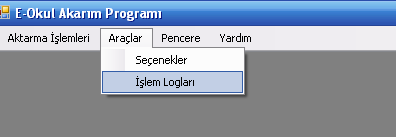 E-Okul Akarım Programı
Aktarma İşlemleri Araçlar Pencere Yardım
Seçenekler
İşlem Logları